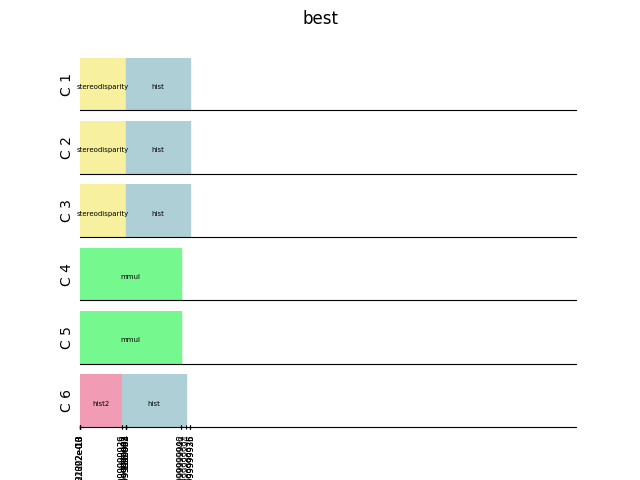 best
C 1
stereodisparity
hist
C 2
stereodisparity
hist
C 3
stereodisparity
hist
C 4
mmul
C 5
mmul
C 6
hist2
hist